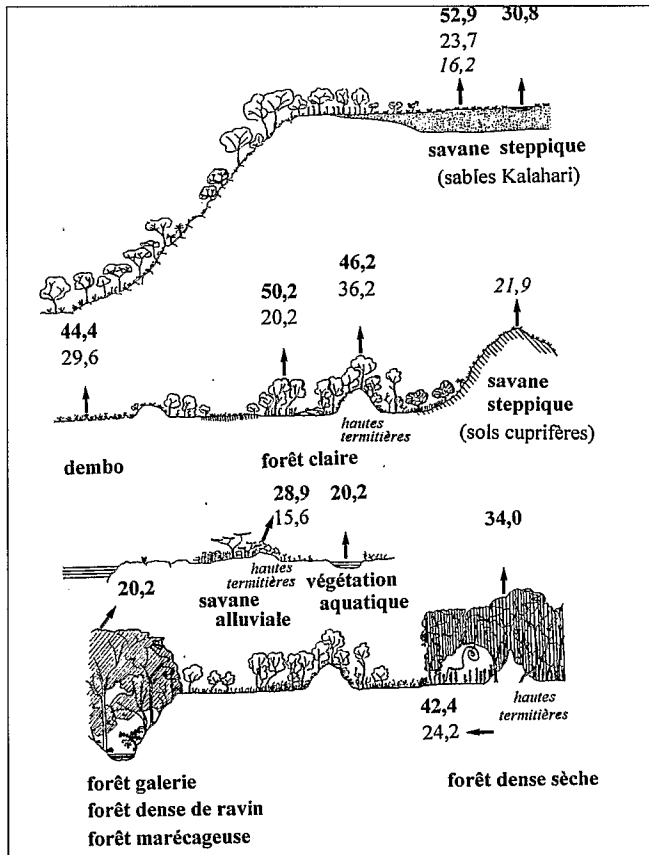 52,9 30,8
23,7
16,2
savane steppique
(sables Kalahari)
46,2
50,2 36,2
20,2
21,9
44,4
29,6
savane
steppique
(sols cuprifères)
hautes
termitières
dembo
forêt claire
28,9 20,2
15,6
34,0
20,2
hautes
termitières
savane
alluviale
végétation
aquatique
42,4
24,2
hautes
termitières
forêt galerie
forêt dense de ravin
forêt marécageuse
forêt dense sèche